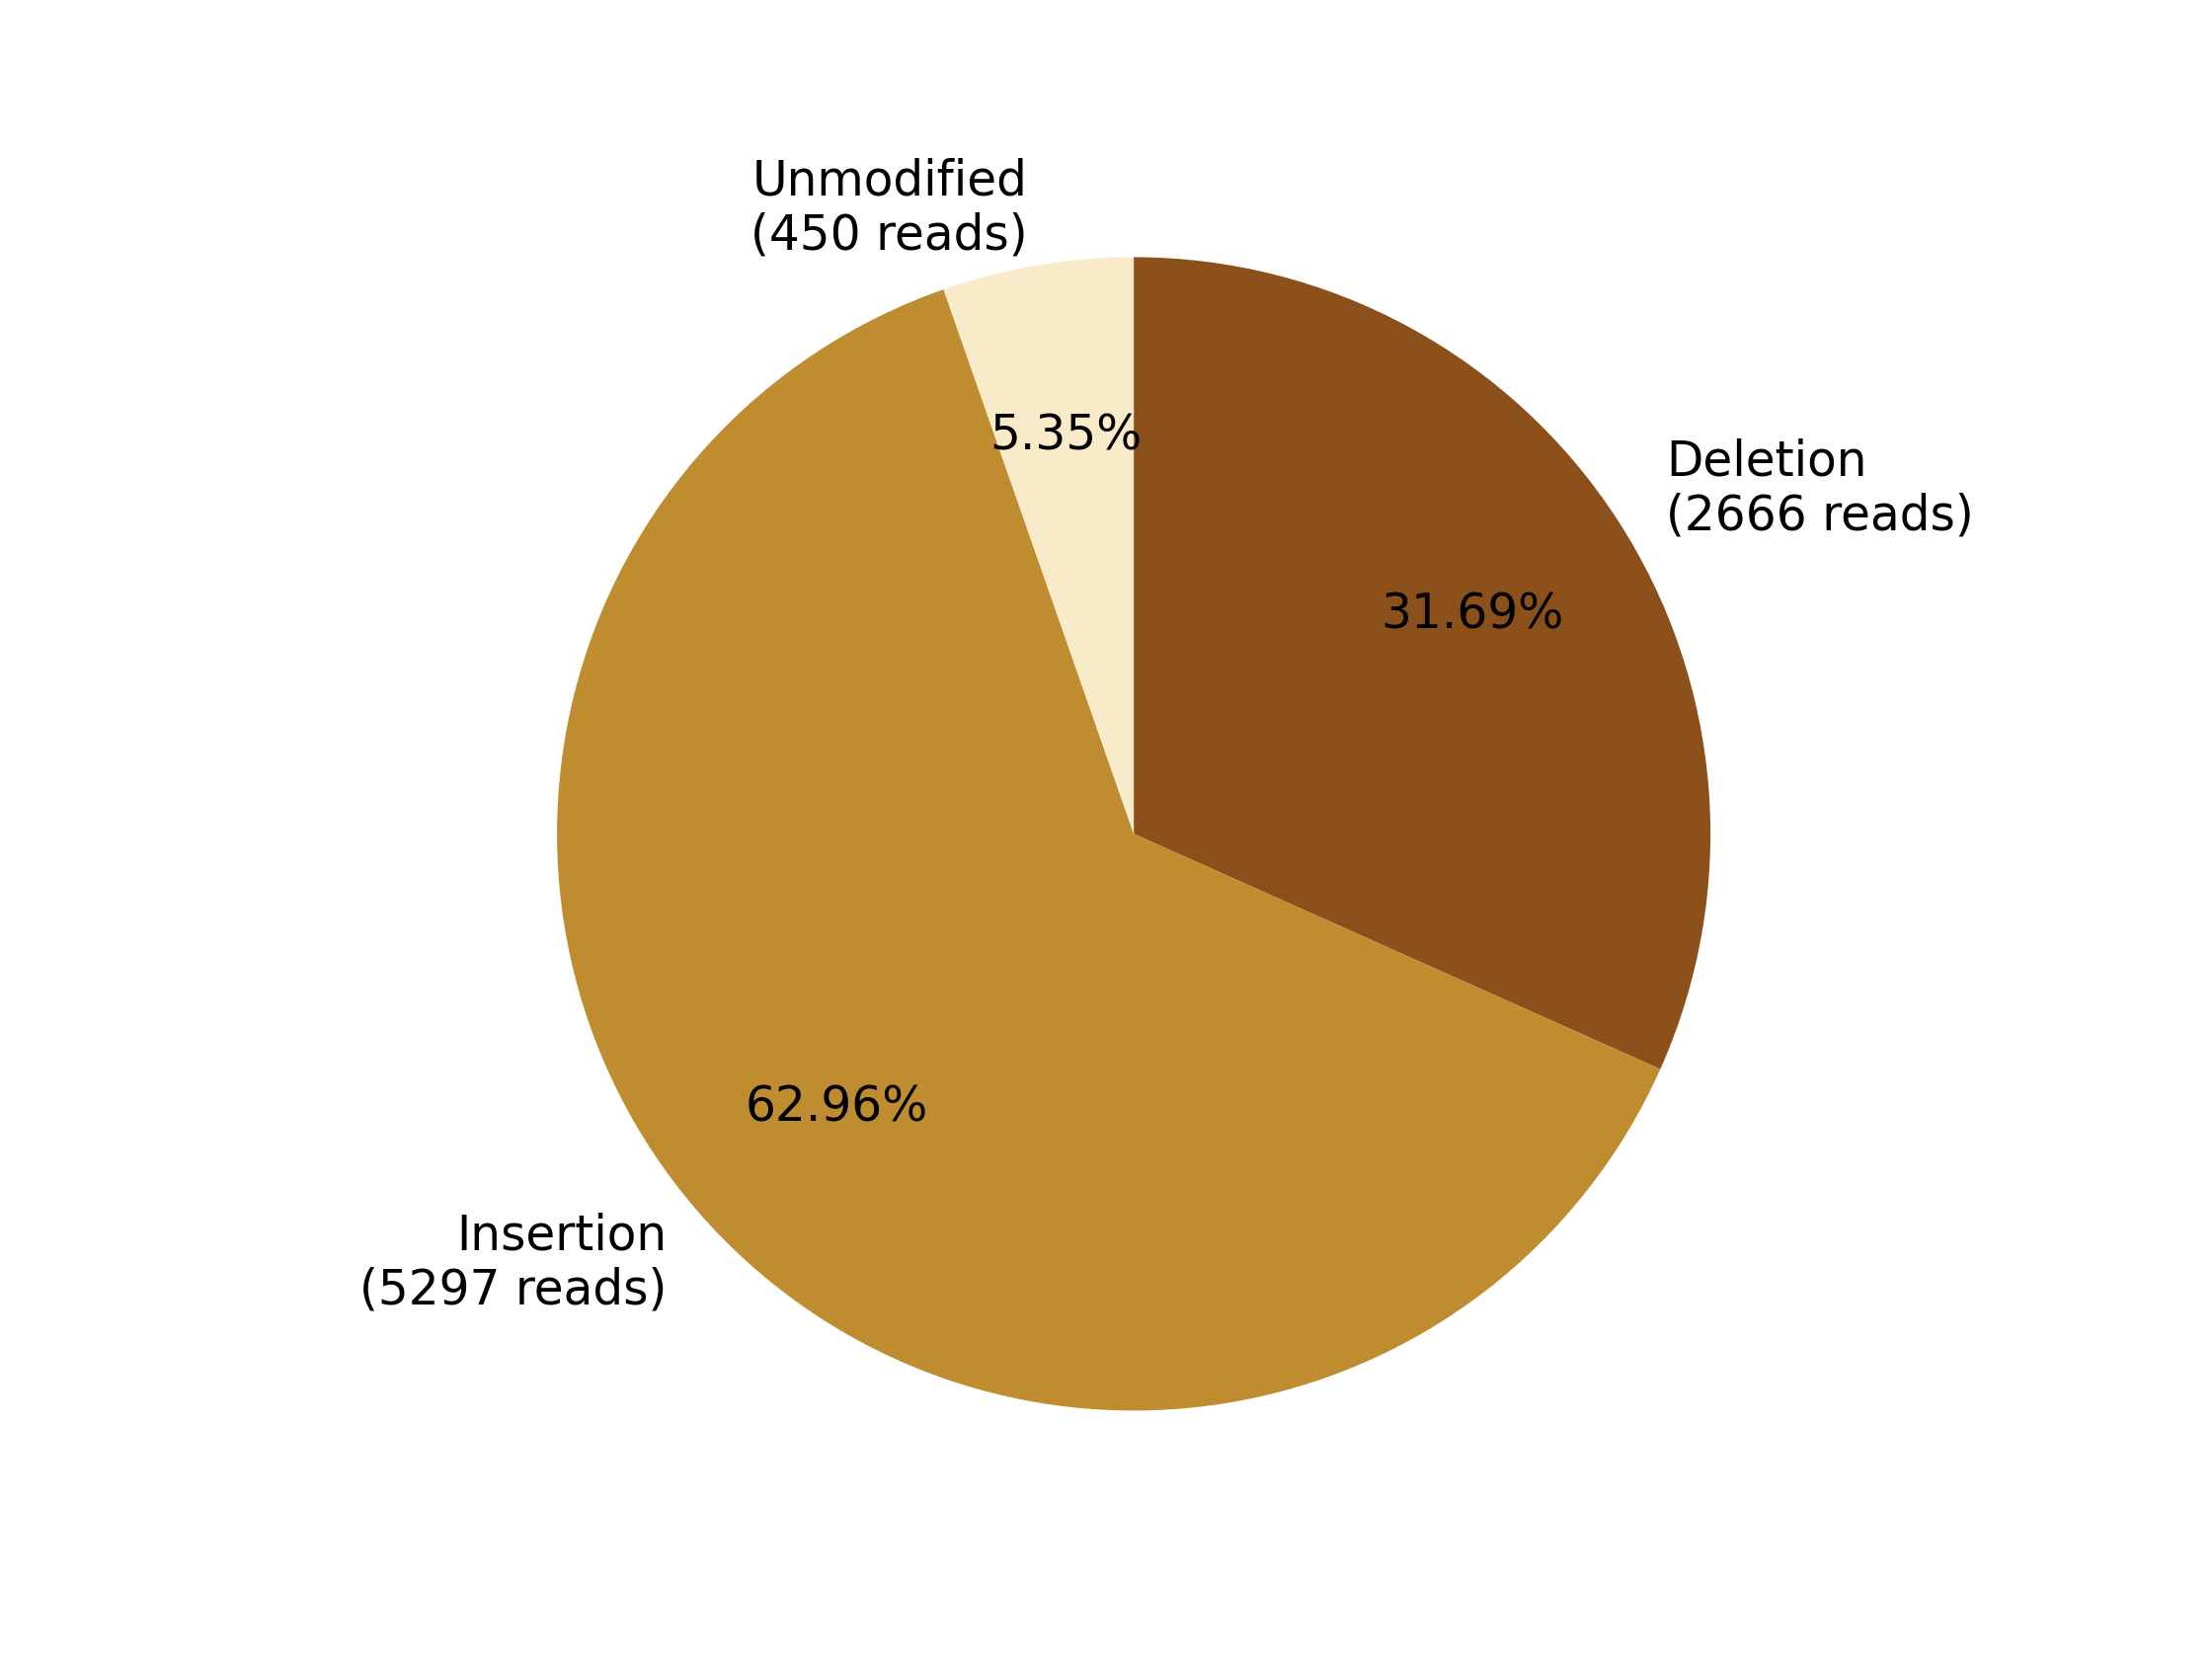 Unmodified
(450 reads)
5.35%
Deletion
(2666 reads)
31.69%
62.96%
Insertion
(5297 reads)